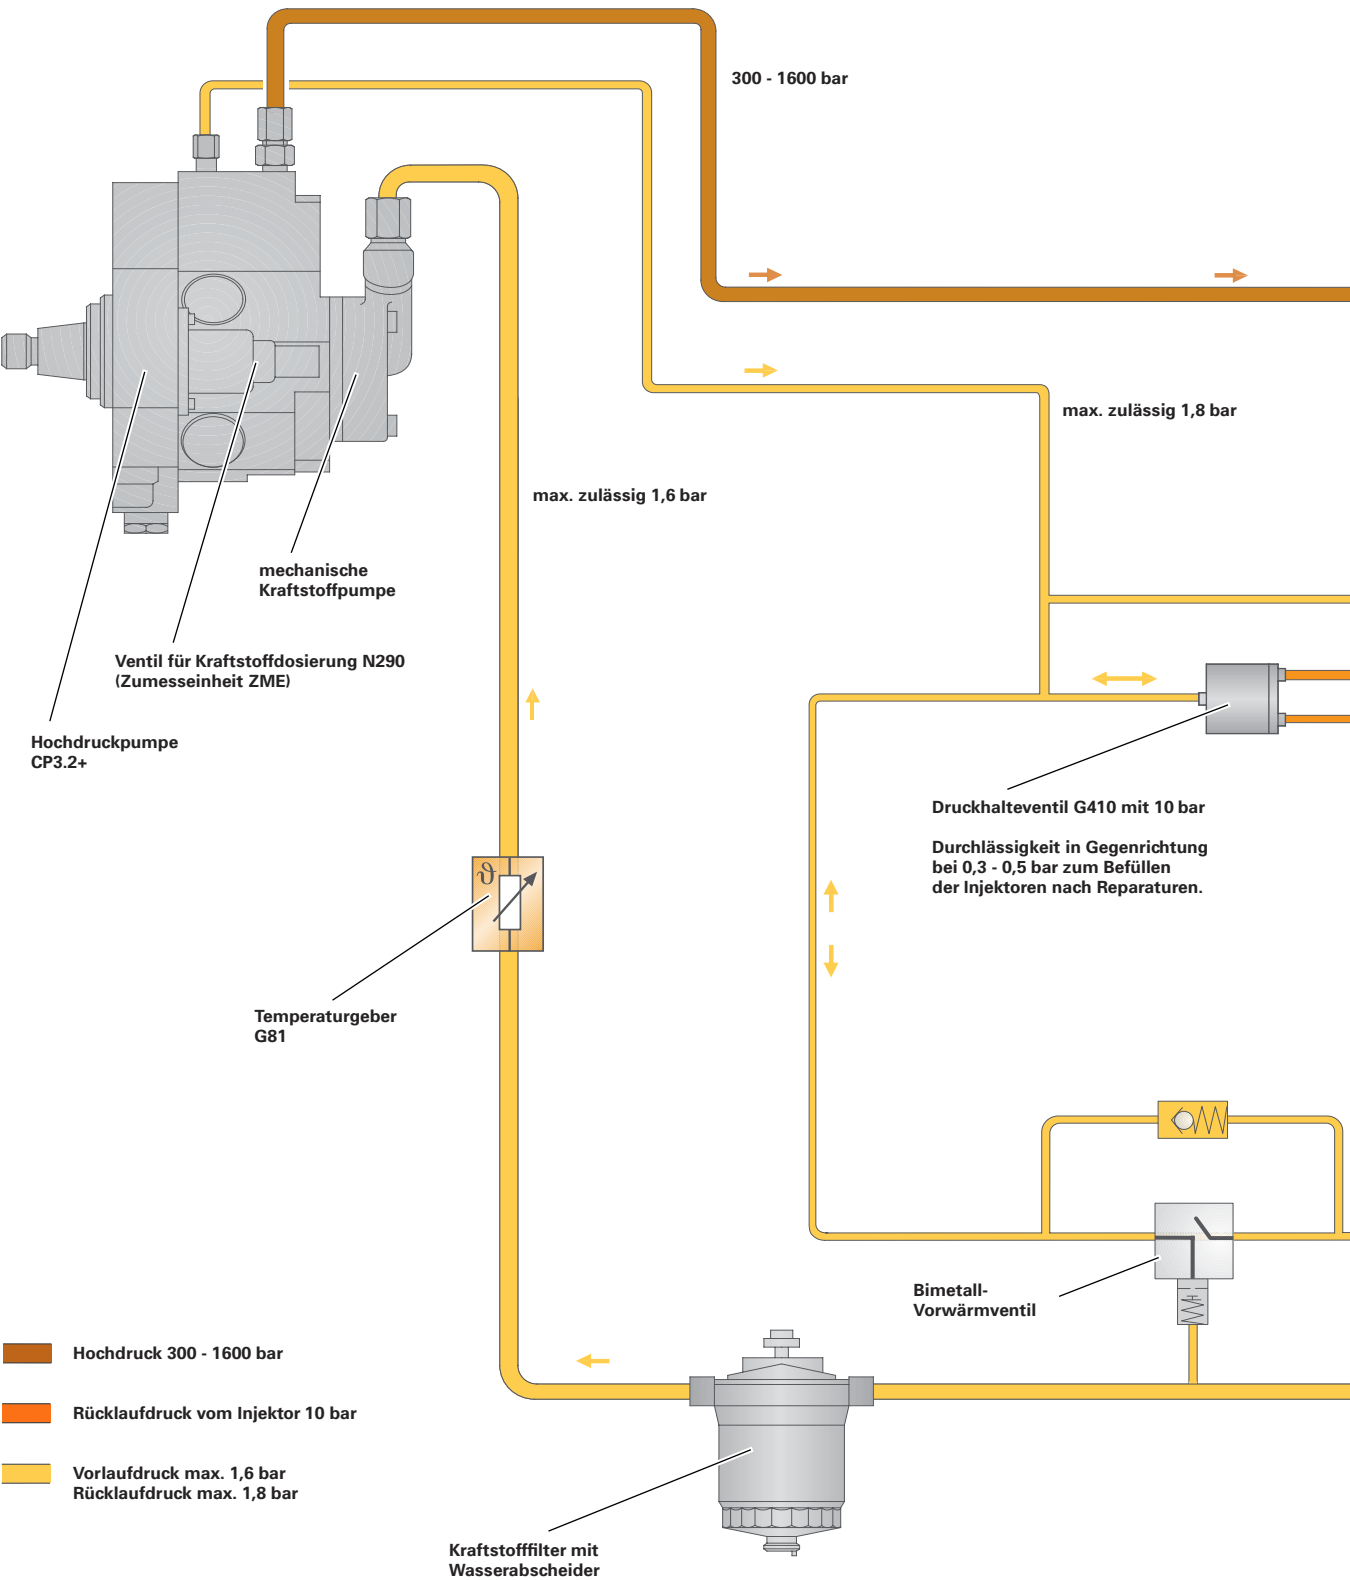 300 - 1600 bar
max. zulässig 1,8 bar
max. zulässig 1,6 bar
mechanische
Kraftstoffpumpe
Ventil für Kraftstoffdosierung N290
(Zumesseinheit ZME)
Hochdruckpumpe
CP3.2+
Druckhalteventil G410 mit 10 bar
Durchlässigkeit in Gegenrichtung
bei 0,3 - 0,5 bar zum Befüllen
der Injektoren nach Reparaturen.
ϑ
Temperaturgeber
G81
Bimetall-
Vorwärmventil
Hochdruck 300 - 1600 bar
Rücklaufdruck vom Injektor 10 bar
Vorlaufdruck max. 1,6 bar
Rücklaufdruck max. 1,8 bar
Kraftstofffilter mit
Wasserabscheider